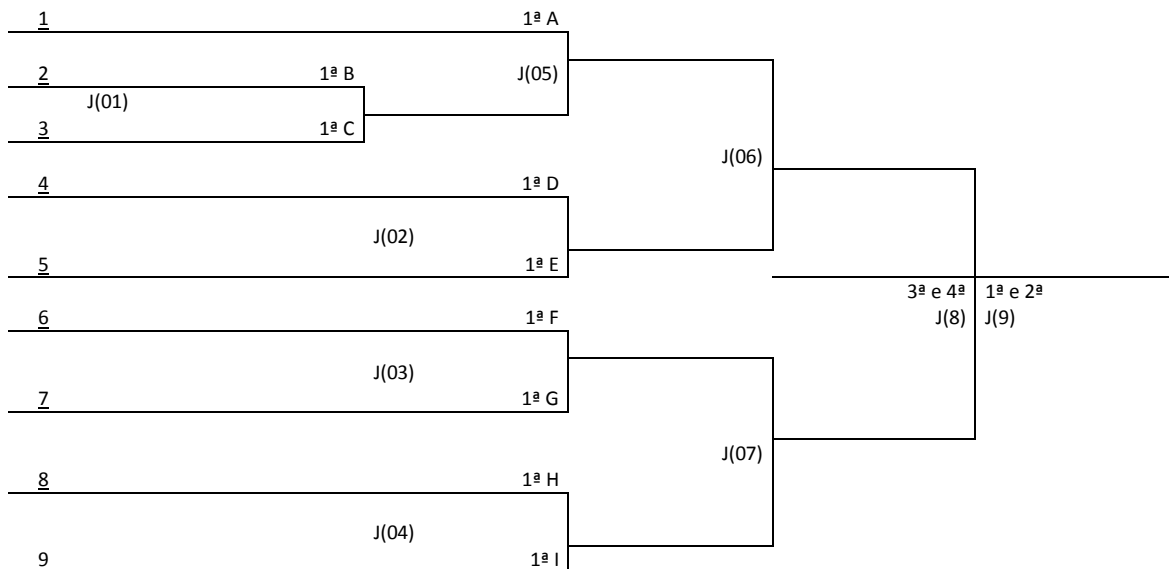 1 1ª A
2 1ª B J(05)
J(01)
3 1ª C
J(06)
4 1ª D
J(02)
5 1ª E
3ª e 4ª 1ª e 2ª
6 1ª F J(8) J(9)
J(03)
7 1ª G
J(07)
8 1ª H
J(04)
9 1ª I